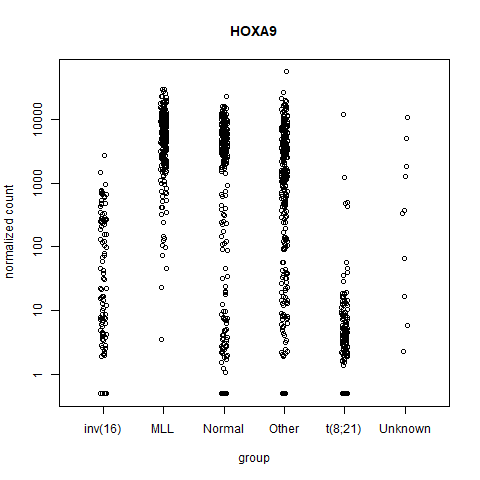 HOXA9
normalized count
10000
1000
100
10
1
inv(16)
MLL
Normal
Other
t(8;21)
Unknown
group